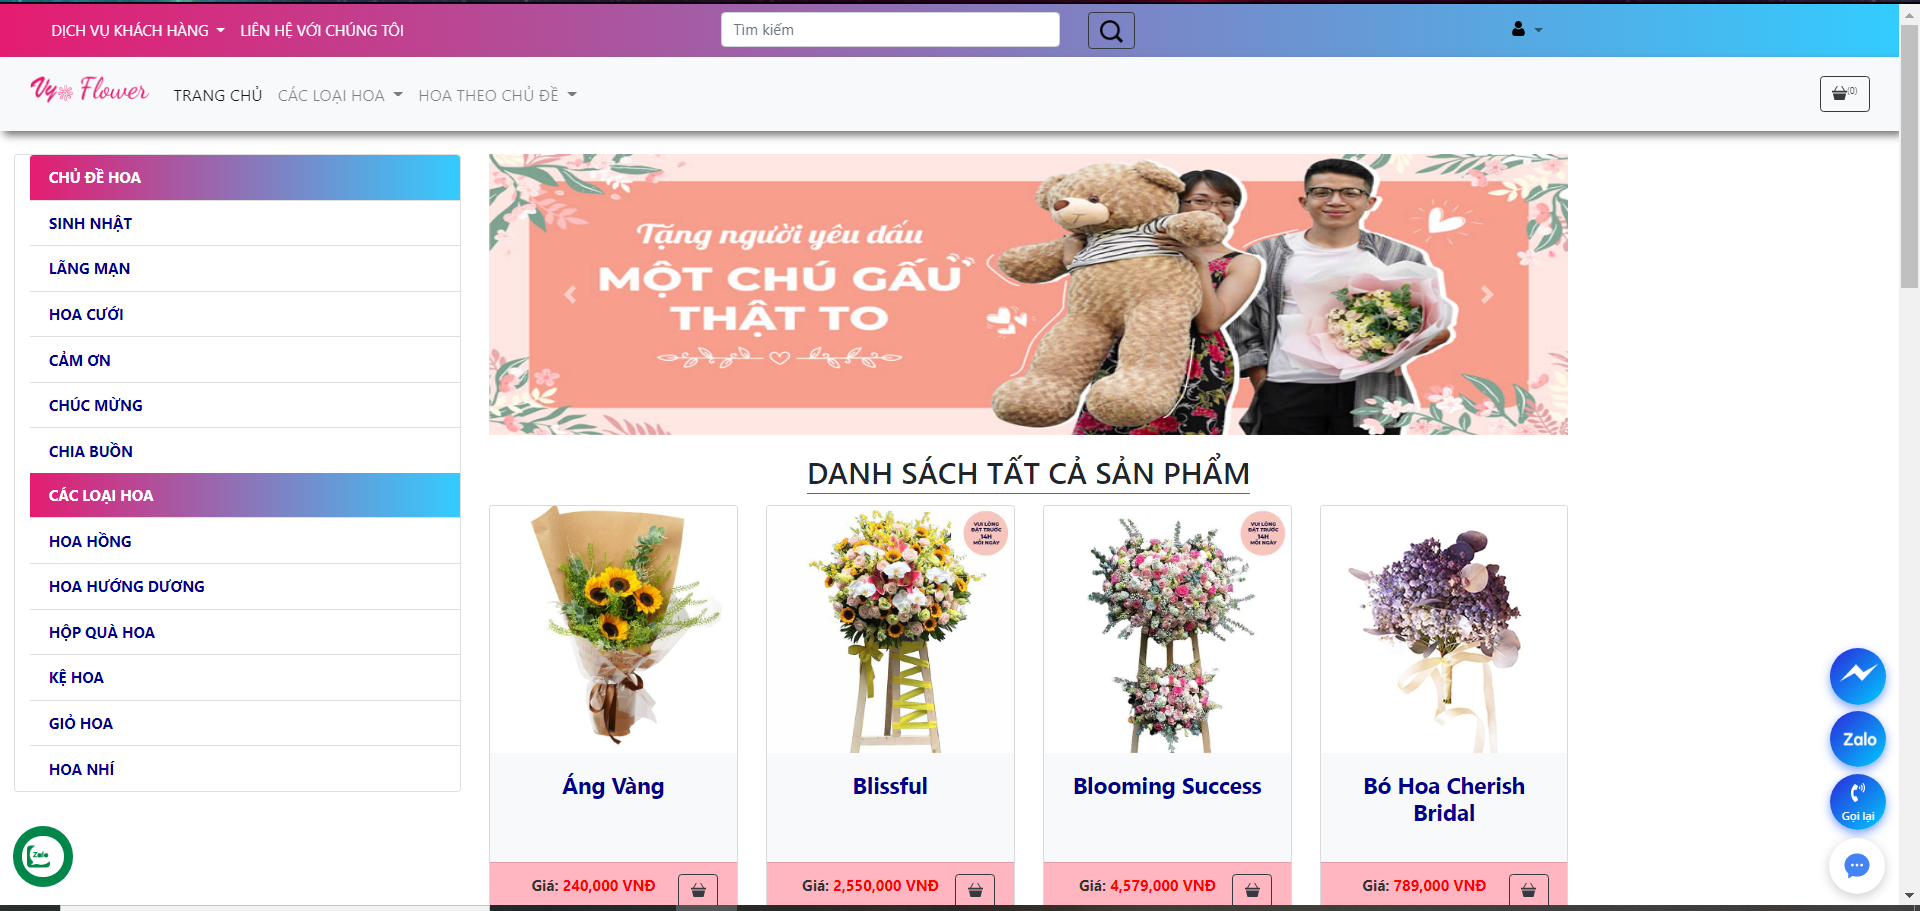 DỊCH VỤ KHÁCH HÀNG
LIÊN HỆ VỚI CHÚNG TÔI
Tìm kiếm
Vy Flower
TRANG CHỦ
CÁC LOẠI HOA
HOA THEO CHỦ ĐỀ
(0)
CHỦ ĐỀ HOA
SINH NHẬT
LÃNG MẠN
HOA CƯỚI
CẢM ƠN
CHÚC MỪNG
CHIA BUỒN
CÁC LOẠI HOA
HOA HỒNG
HOA HƯỚNG DƯƠNG
HỘP QUÀ HOA
KỆ HOA
GIỎ HOA
HOA NHÍ
Zalo
Tặng người yêu dấu
MỘT CHÚ GẤU
THẬT TO
DANH SÁCH TẤT CẢ SẢN PHẨM
VUI LÒNG
ĐẶT TRƯỚC
14H
MỖI NGÀY
VUI LÒNG
ĐẶT TRƯỚC
14H
MỖI NGÀY
Áng Vàng
Blissful
Blooming Success
Bó Hoa Cherish
Bridal
Giá: 240,000 VNĐ
Giá: 2,550,000 VNĐ
Giá: 4,579,000 VNĐ
Giá: 789,000 VNĐ
Zalo
Gọi lại